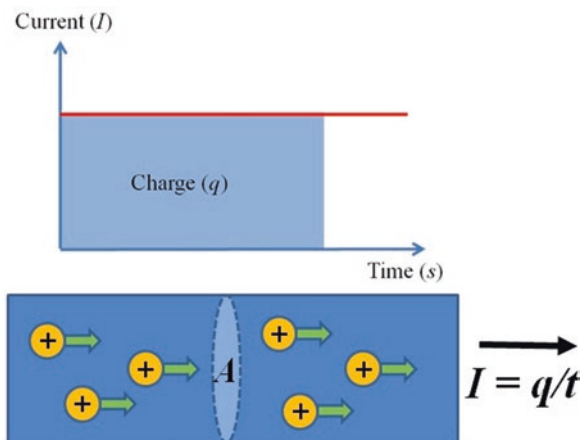 Current (I)
Charge (q)
Time (s)
+
+
+
A
+
+
+
I = q/t